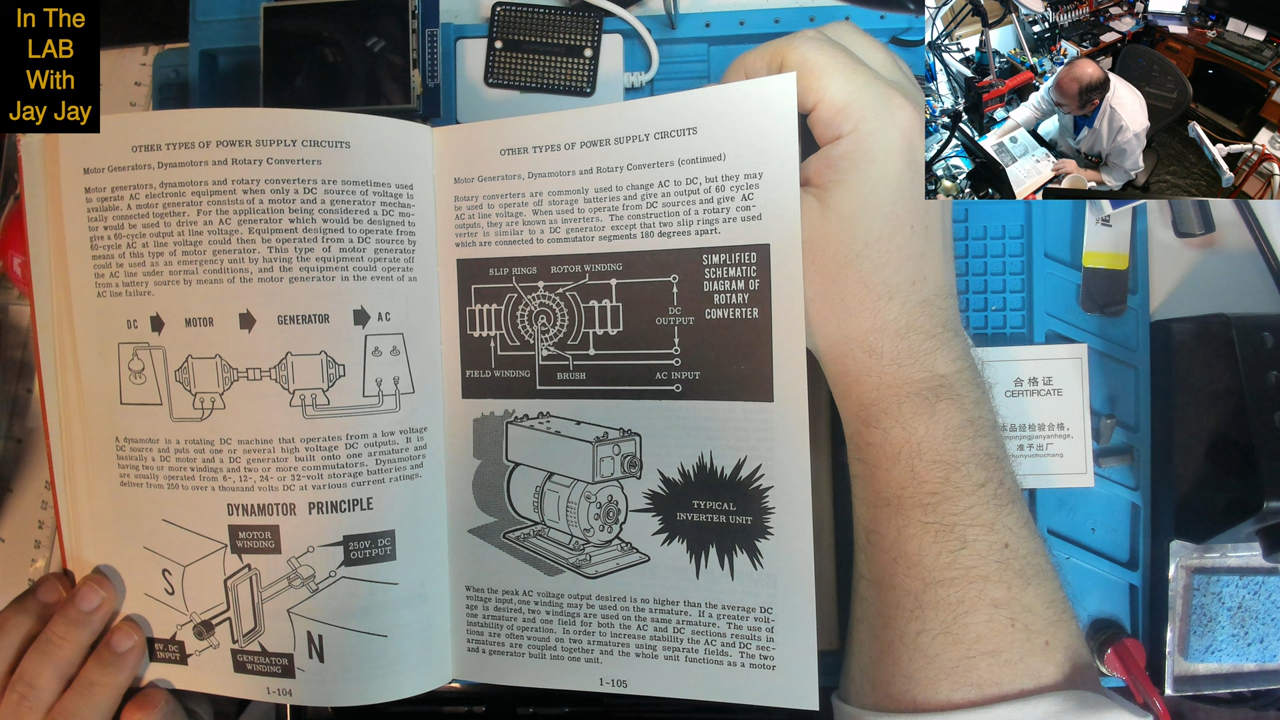 In The
LAB
With
Jay Jay
OTHER TYPES OF POWER SUPPLY CIRCUITS
Motor Generators, Dynamotors and Rotary Converters
Motor generators, dynamotors and rotary converters are sometimes used
to operate AC electronic equipment when only a DC source of voltage is
available. A motor generator consists of a motor and a generator mechan-
ically connected together. For the application being considered a DC mo-
tor would be used to drive an AC generator which would be designed to
give a 60-cycle output at line voltage. Equipment designed to operate from
60-cycle AC at line voltage could then be operated from a DC source by
means of this type of motor generator. This type of motor generator
could be used as an emergency unit by having the equipment operate off
the AC line under normal conditions, and the equipment could operate
from a battery source by means of the motor generator in the event of an
AC line failure.
DC MOTOR GENERATOR AC
A dynamotor is a rotating DC machine that operates from a low voltage
DC source and puts out one or several high voltage DC outputs. It is
basically a DC motor and a DC generator built onto one armature and
having two or more windings and two or more commutators. Dynamotors
are usually operated from 6-, 12-, 24- or 32-volt storage batteries and
deliver from 250 to over a thousand volts DC at various current ratings.
DYNAMOTOR PRINCIPLE
MOTOR
WINDING
250V. DC
OUTPUT
S
6V. DC
INPUT
N
GENERATOR
WINDING
1-104
OTHER TYPES OF POWER SUPPLY CIRCUITS
Motor Generators, Dynamotors and Rotary Converters (continued)
Rotary converters are commonly used to change AC to DC, but they may
be used to operate off storage batteries and give an output of 60 cycles
AC at line voltage. When used to operate from DC sources and give AC
outputs, they are known as inverters. The construction of a rotary con-
verter is similar to a DC generator except that two slip rings are used
which are connected to commutator segments 180 degrees apart.
SLIP RINGS ROTOR WINDING
SIMPLIFIED
SCHEMATIC
DIAGRAM OF
ROTARY
CONVERTER
DC
OUTPUT
FIELD WINDING
BRUSH
AC INPUT
TYPICAL
INVERTER UNIT
When the peak AC voltage output desired is no higher than the average DC
voltage input, one winding may be used on the armature. If a greater volt-
age is desired, two windings are used on the same armature. The use of
one armature and one field for both the AC and DC sections results in
instability of operation. In order to increase stability the AC and DC sec-
tions are often wound on two armatures using separate fields. The two
armatures are coupled together and the whole unit functions as a motor
and a generator built into one unit.
1-105
合格证
CERTIFICATE
本品经检验合格，
准予出厂